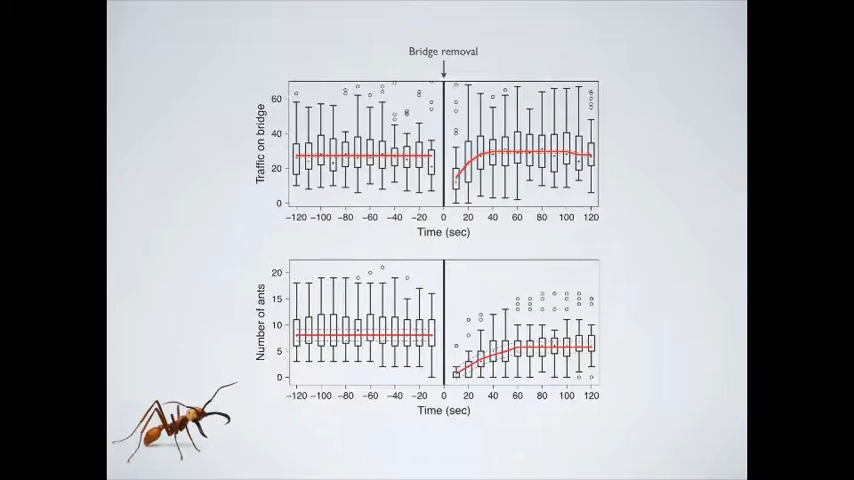 Bridge removal
Traffic on bridge
60
40
20
0
−120 −100 −80 −60 −40 −20 0 20 40 60 80 100 120
Time (sec)
Number of ants
20
15
10
5
0
−120 −100 −80 −60 −40 −20 0 20 40 60 80 100 120
Time (sec)